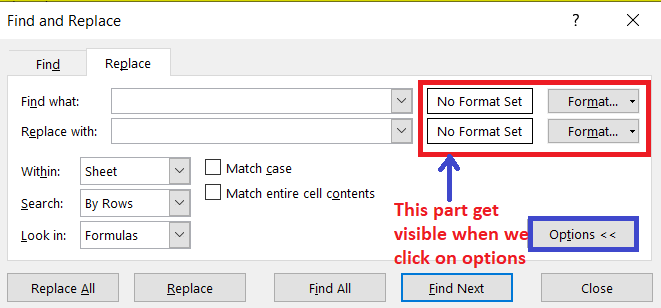 Find and Replace ? ×
Find Replace
Find what: No Format Set Format...
Replace with: No Format Set Format...
Within: Sheet Match case
Search: By Rows Match entire cell contents
Look in: Formulas
This part get
visible when we
click on options
Options <<
Replace All Replace Find All Find Next Close